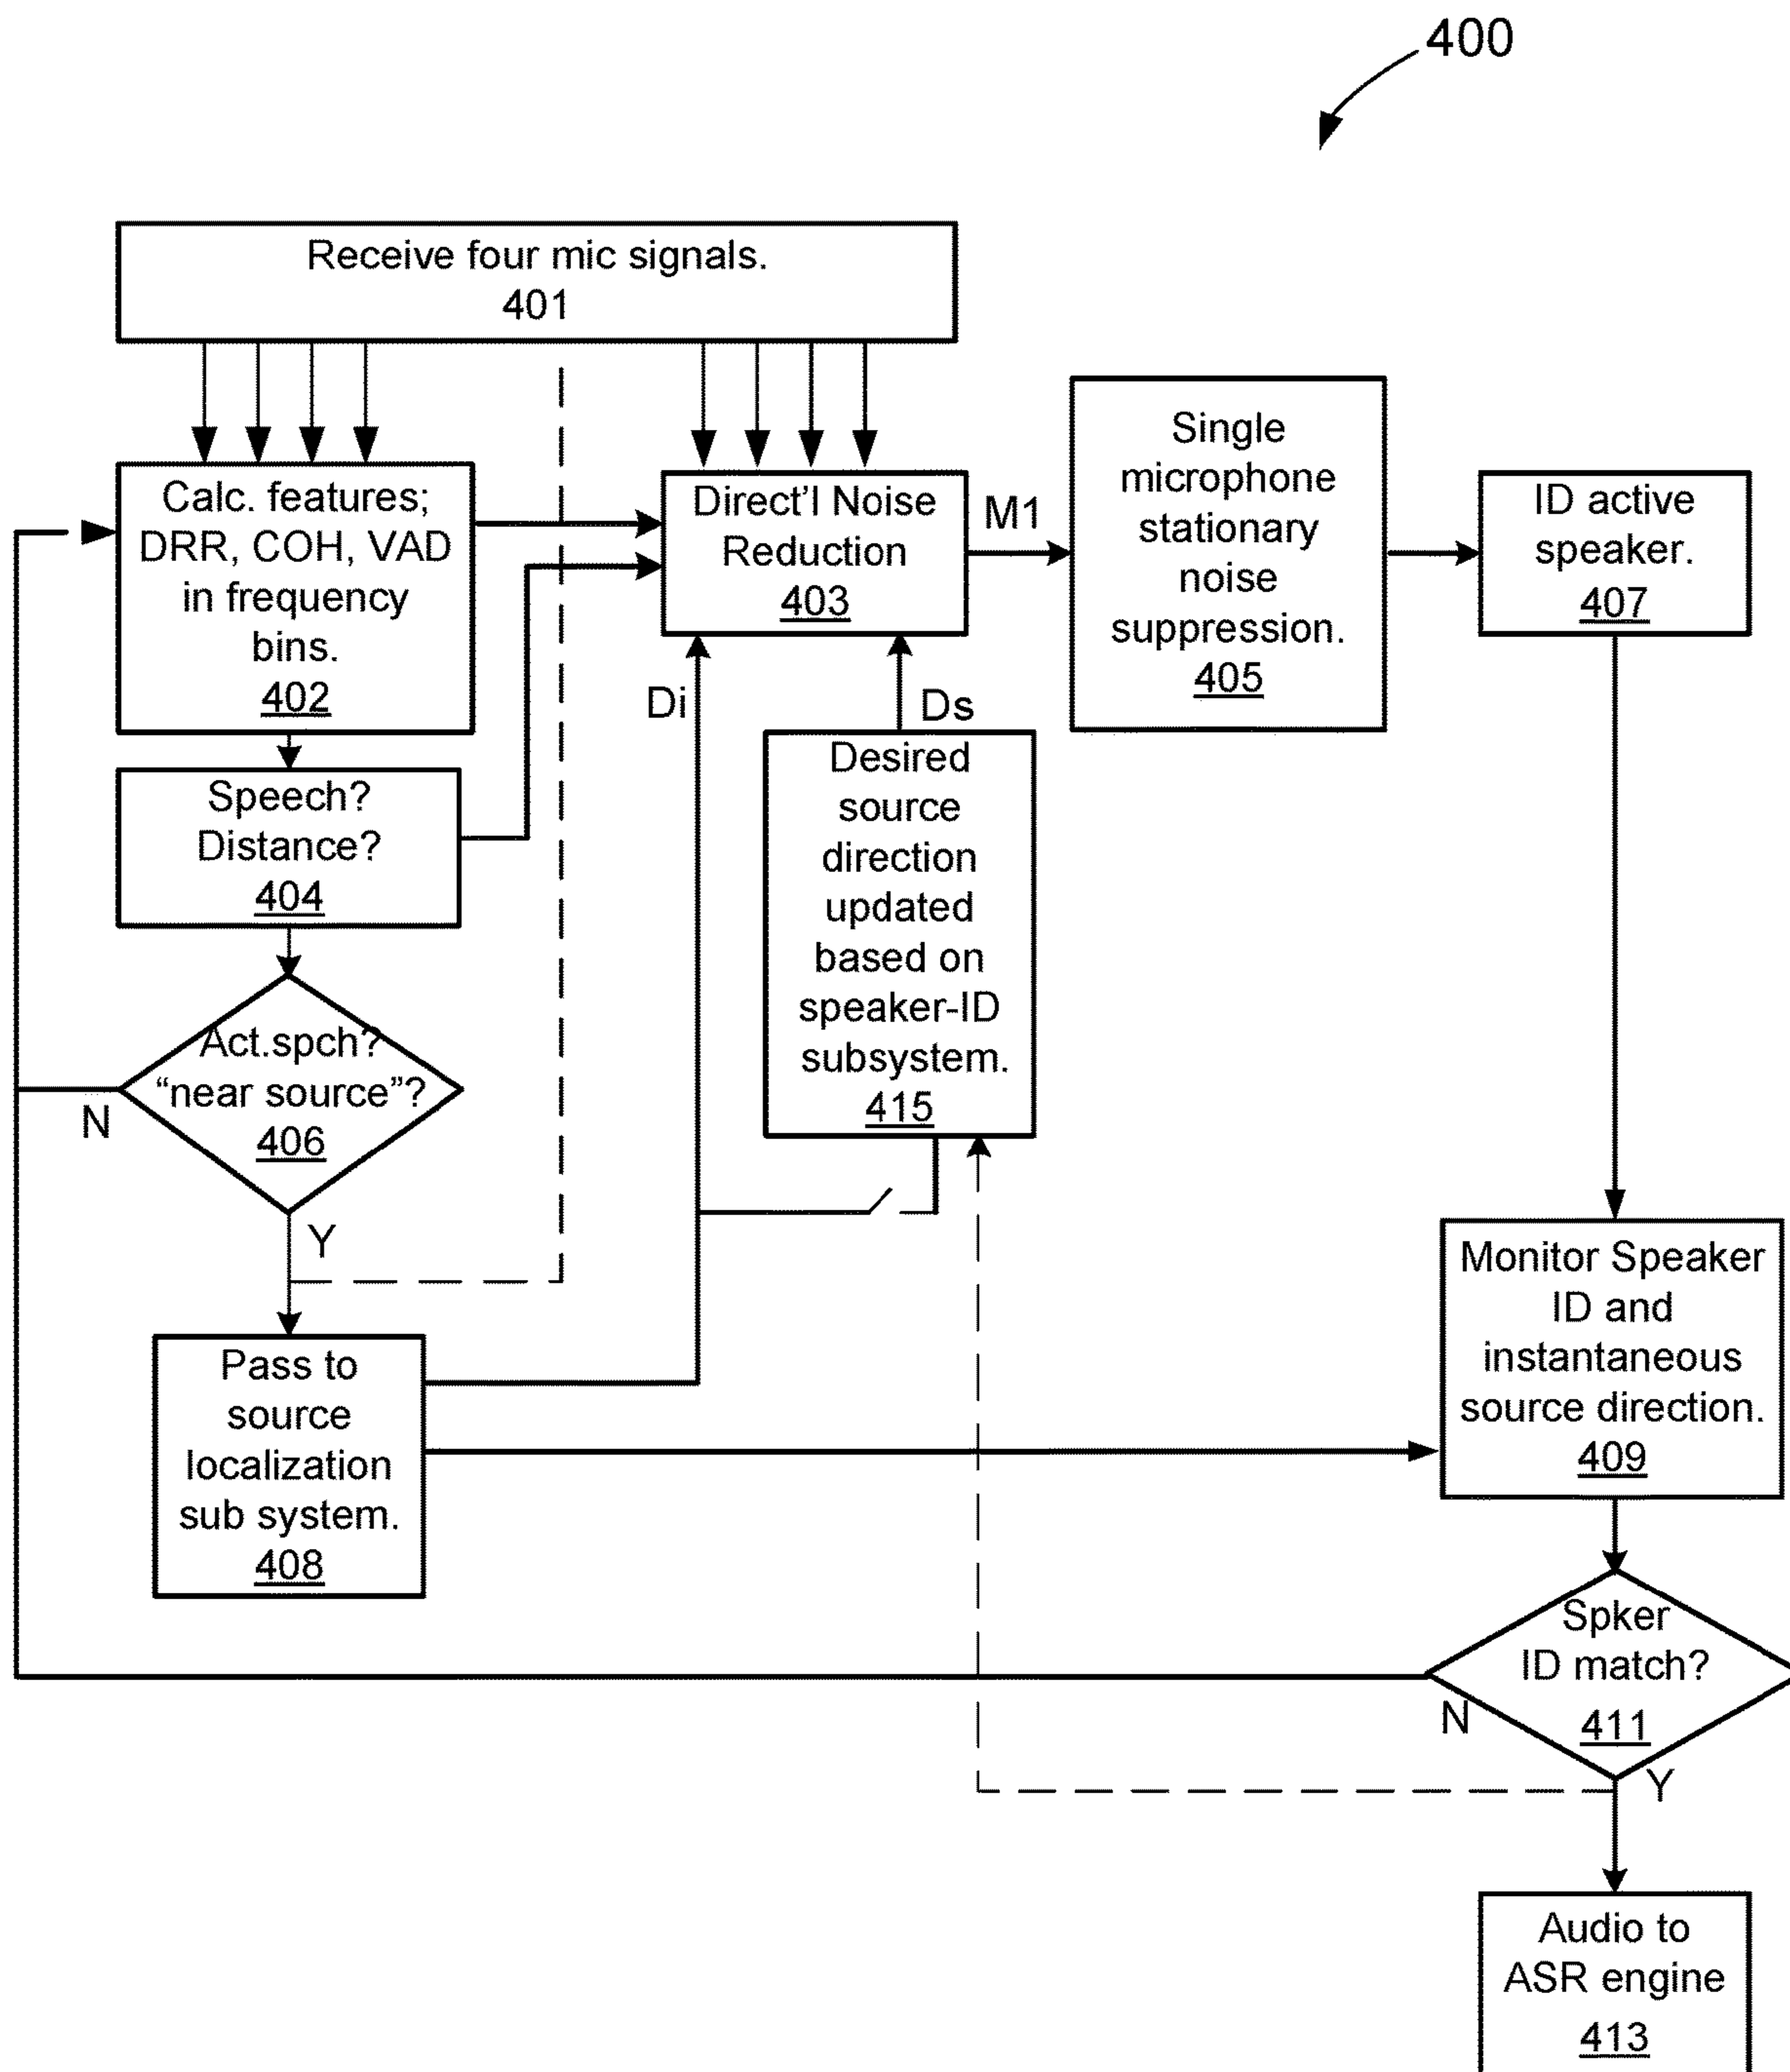 400
Receive four mic signals.
401
Calc. features;
DRR, COH, VAD
in frequency
bins.
402
Direct’l Noise
Reduction
403
M1
Single
microphone
stationary
noise
suppression.
405
ID active
speaker.
407
Di
Ds
Speech?
Distance?
404
Desired
source
direction
updated
based on
speaker-ID
subsystem.
415
Act.spch?
“near source”?
406
N
Y
Pass to
source
localization
sub system.
408
Monitor Speaker
ID and
instantaneous
source direction.
409
Spker
ID match?
411
N
Y
Audio to
ASR engine
413